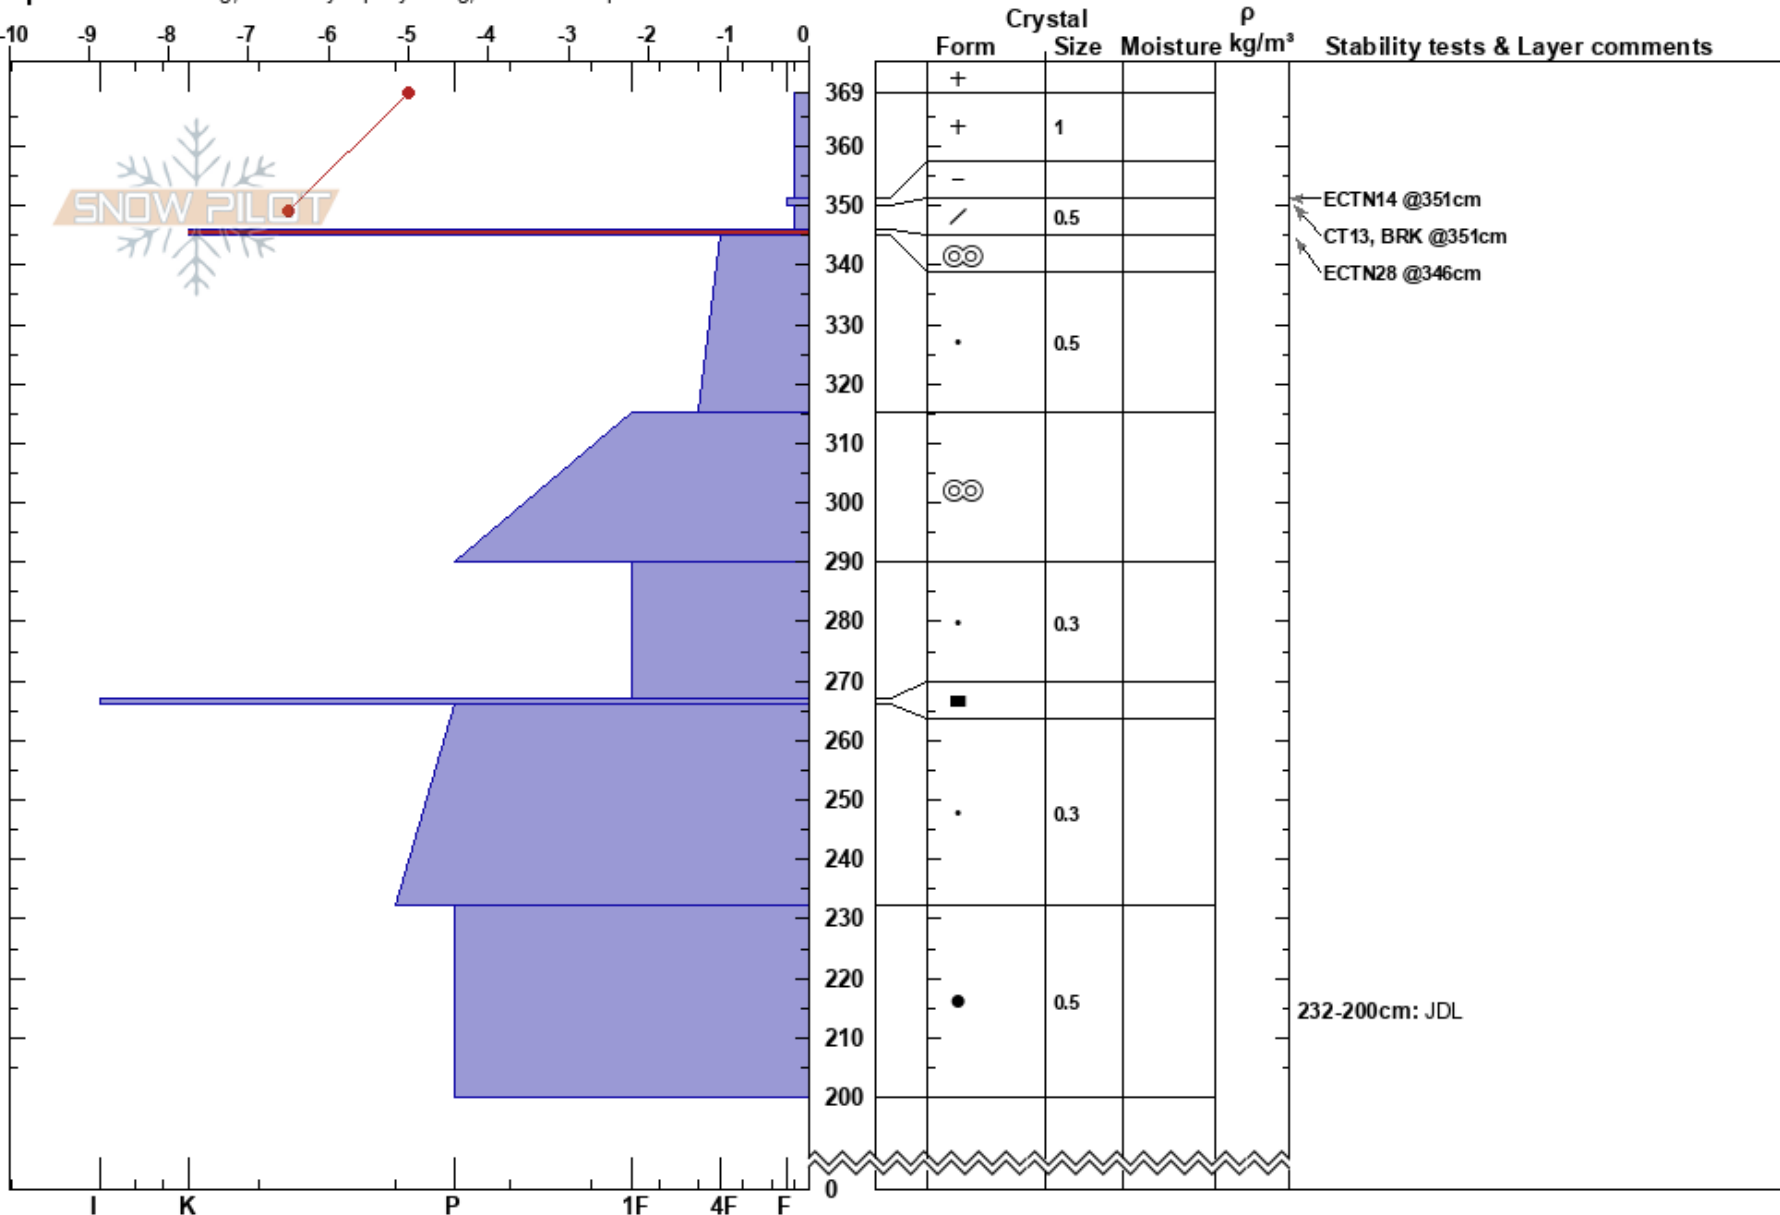 -10 -9 -8 -7 -6 -5 -4 -3 -2 -1 0
Crystal ρ
Form Size Moisture kg/m³ Stability tests & Layer comments
+
369
+ 1
360
SNOW PILOT
350
0.5
ECTN14 @351cm
CT13, BRK @351cm
340
ECTN28 @346cm
330
0.5
320
310
300
290
280
0.3
270
260
250
0.3
240
230
220
0.5
232-200cm: JDL
210
200
0
I K P 1F 4F F